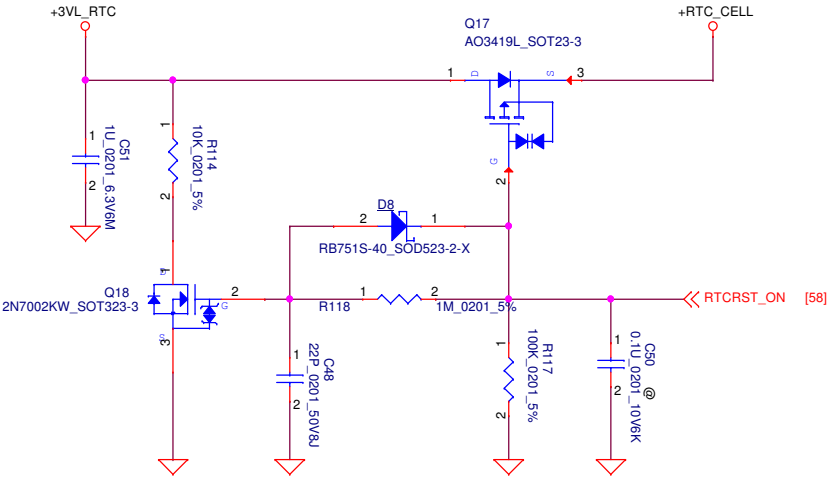 +3VL_RTC
+RTC_CELL
Q17
AO3419L_SOT23-3
1
D
S
3
G
2
1
2
C51
1U_0201_6.3V6M
1
2
R114
10K_0201_5%
D8
2
1
RB751S-40_SOD523-2-X
Q18
2N7002KW_SOT323-3
1
D
G
2
S
3
R118
1
2
1M_0201_5%
RTCRST_ON
[58]
1
2
C48
22P_0201_50V8J
1
2
R117
100K_0201_5%
1
2
C50
0.1U_0201_10V6K
@